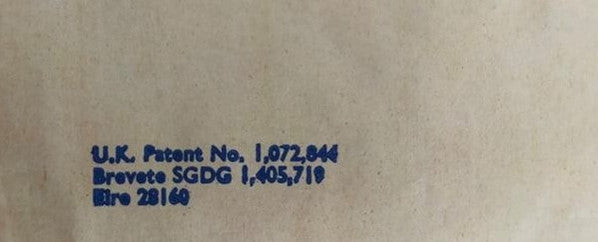 U.K. Patent No. 1,072,844
Brevete SGDG 1,405,719
Eire 28160